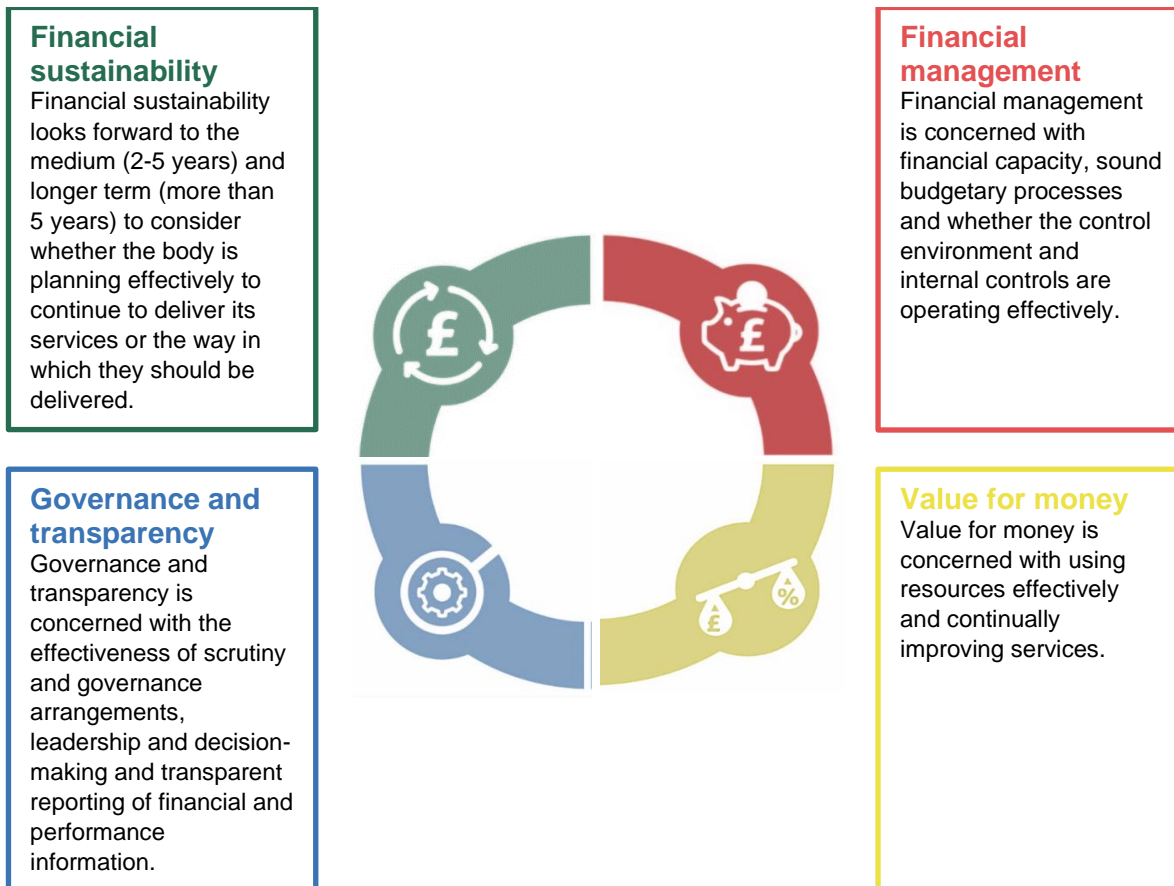 Financial
sustainability
Financial sustainability
looks forward to the
medium (2-5 years) and
longer term (more than
5 years) to consider
whether the body is
planning effectively to
continue to deliver its
services or the way in
which they should be
delivered.
Financial
management
Financial management
is concerned with
financial capacity, sound
budgetary processes
and whether the control
environment and
internal controls are
operating effectively.
£
£
Governance and
transparency
Governance and
transparency is
concerned with the
effectiveness of scrutiny
and governance
arrangements,
leadership and decision-
making and transparent
reporting of financial and
performance
information.
£
%
Value for money
Value for money is
concerned with using
resources effectively
and continually
improving services.